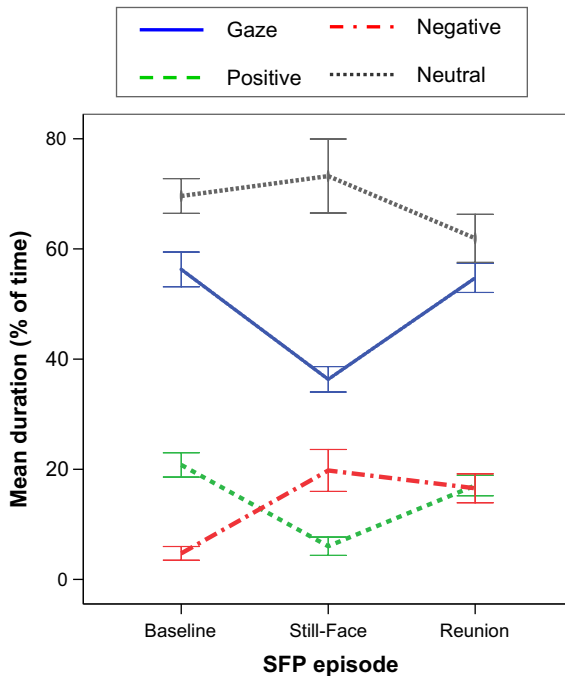 Gaze
Negative
Positive
Neutral
80
60
40
20
0
Mean duration (% of time)
Baseline
Still-Face
Reunion
SFP episode